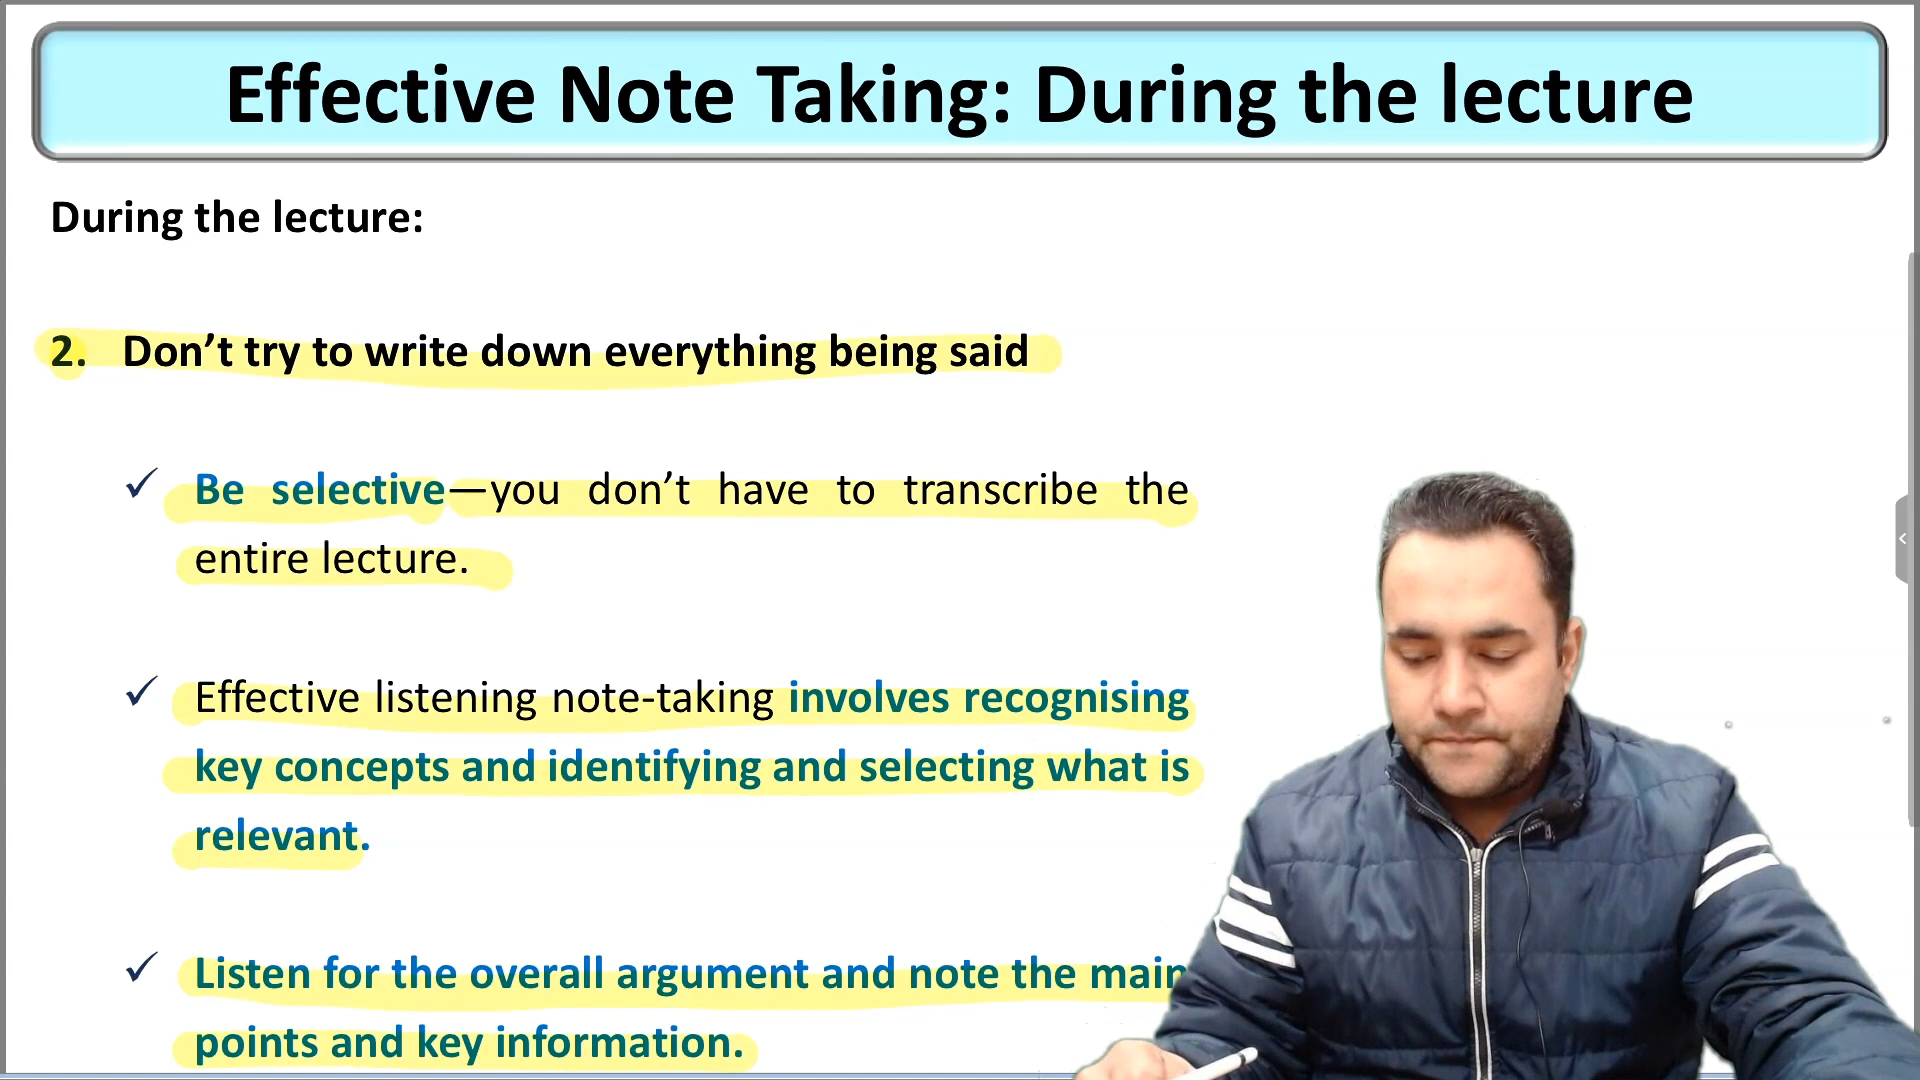 Effective Note Taking: During the lecture
During the lecture:
2. Don’t try to write down everything being said
✓ Be selective—you don’t have to transcribe the
entire lecture.
✓ Effective listening note-taking involves recognising
key concepts and identifying and selecting what is
relevant.
✓ Listen for the overall argument and note the main
points and key information.